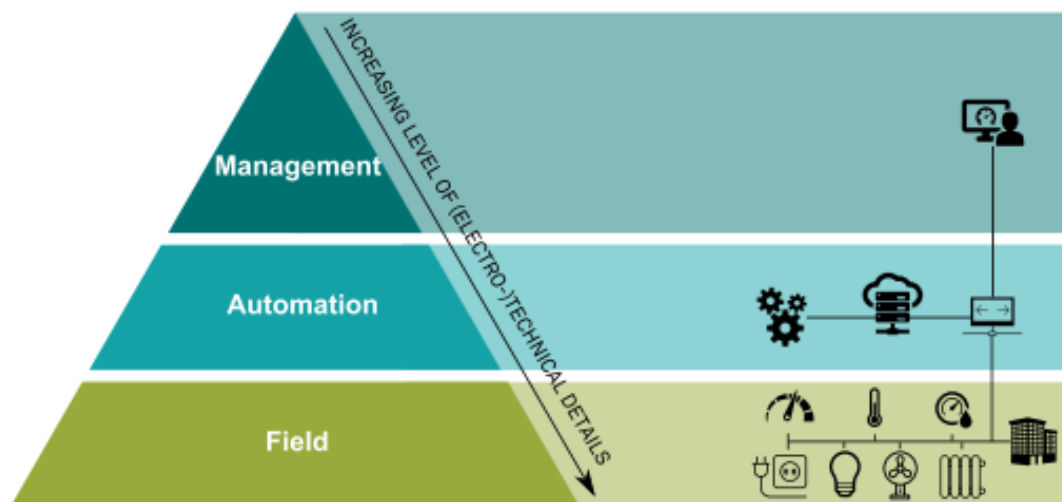 Management
Automation
Field
INCREASING LEVEL OF (ELECTRO-)TECHNICAL DETAILS